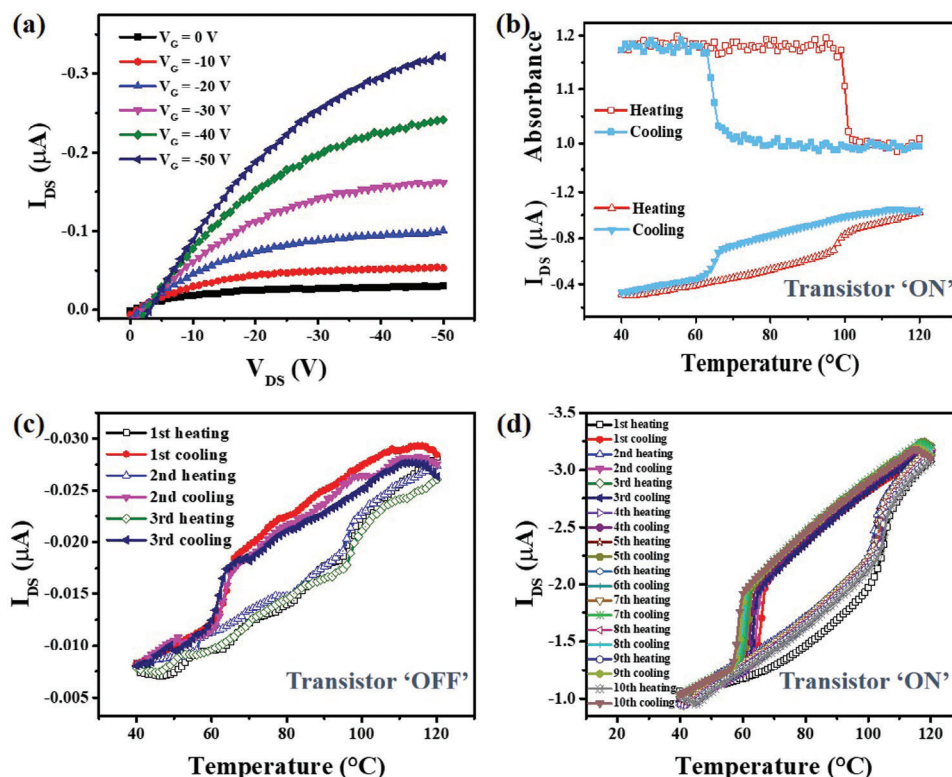 (a)
V_G = 0 V
V_G = -10 V
V_G = -20 V
V_G = -30 V
V_G = -40 V
V_G = -50 V
-0.3
-0.2
-0.1
0.0
I_DS (μA)
0 -10 -20 -30 -40 -50
V_DS (V)
(b)
1.2
1.1
1.0
Absorbance
Heating
Cooling
-1.2
-0.8
-0.4
I_DS (μA)
Heating
Cooling
Transistor ‘ON’
40 60 80 100 120
Temperature (°C)
(c)
-0.030
-0.025
-0.020
-0.015
-0.010
-0.005
I_DS (μA)
1st heating
1st cooling
2nd heating
2nd cooling
3rd heating
3rd cooling
Transistor ‘OFF’
40 60 80 100 120
Temperature (°C)
(d)
-3.5
-3.0
-2.5
-2.0
-1.5
-1.0
I_DS (μA)
1st heating
1st cooling
2nd heating
2nd cooling
3rd heating
3rd cooling
4th heating
4th cooling
5th heating
5th cooling
6th heating
6th cooling
7th heating
7th cooling
8th heating
8th cooling
9th heating
9th cooling
10th heating
10th cooling
Transistor ‘ON’
40 60 80 100 120
Temperature (°C)